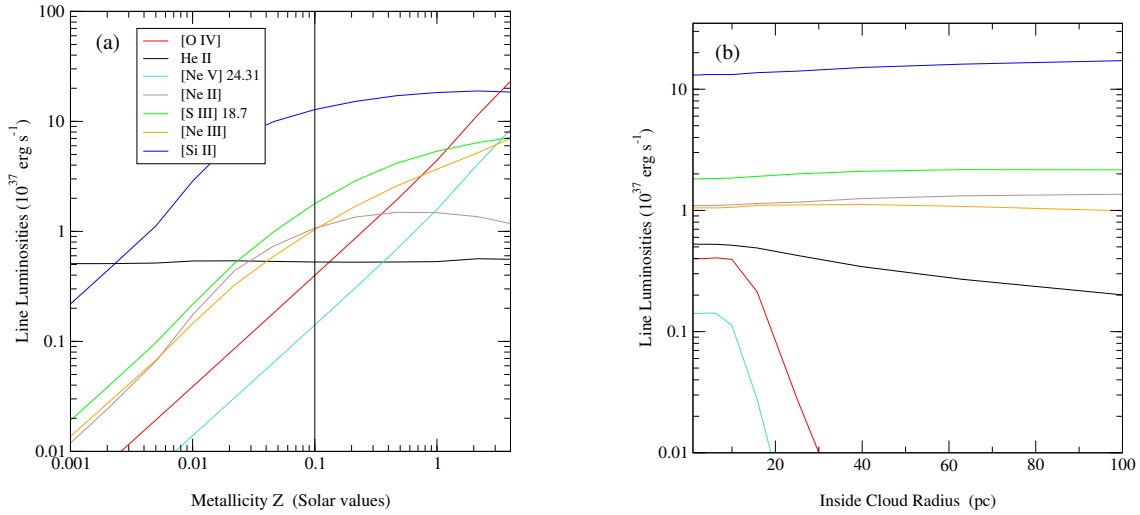 (a)
[O IV]
He II
[Ne V] 24.31
[Ne II]
[S III] 18.7
[Ne III]
[Si II]
100
10
1
0.1
0.01
Line Luminosities (10^37 erg s^-1)
0.001
0.01
0.1
1
Metallicity Z (Solar values)
(b)
10
1
0.1
0.01
Line Luminosities (10^37 erg s^-1)
20
40
60
80
100
Inside Cloud Radius (pc)